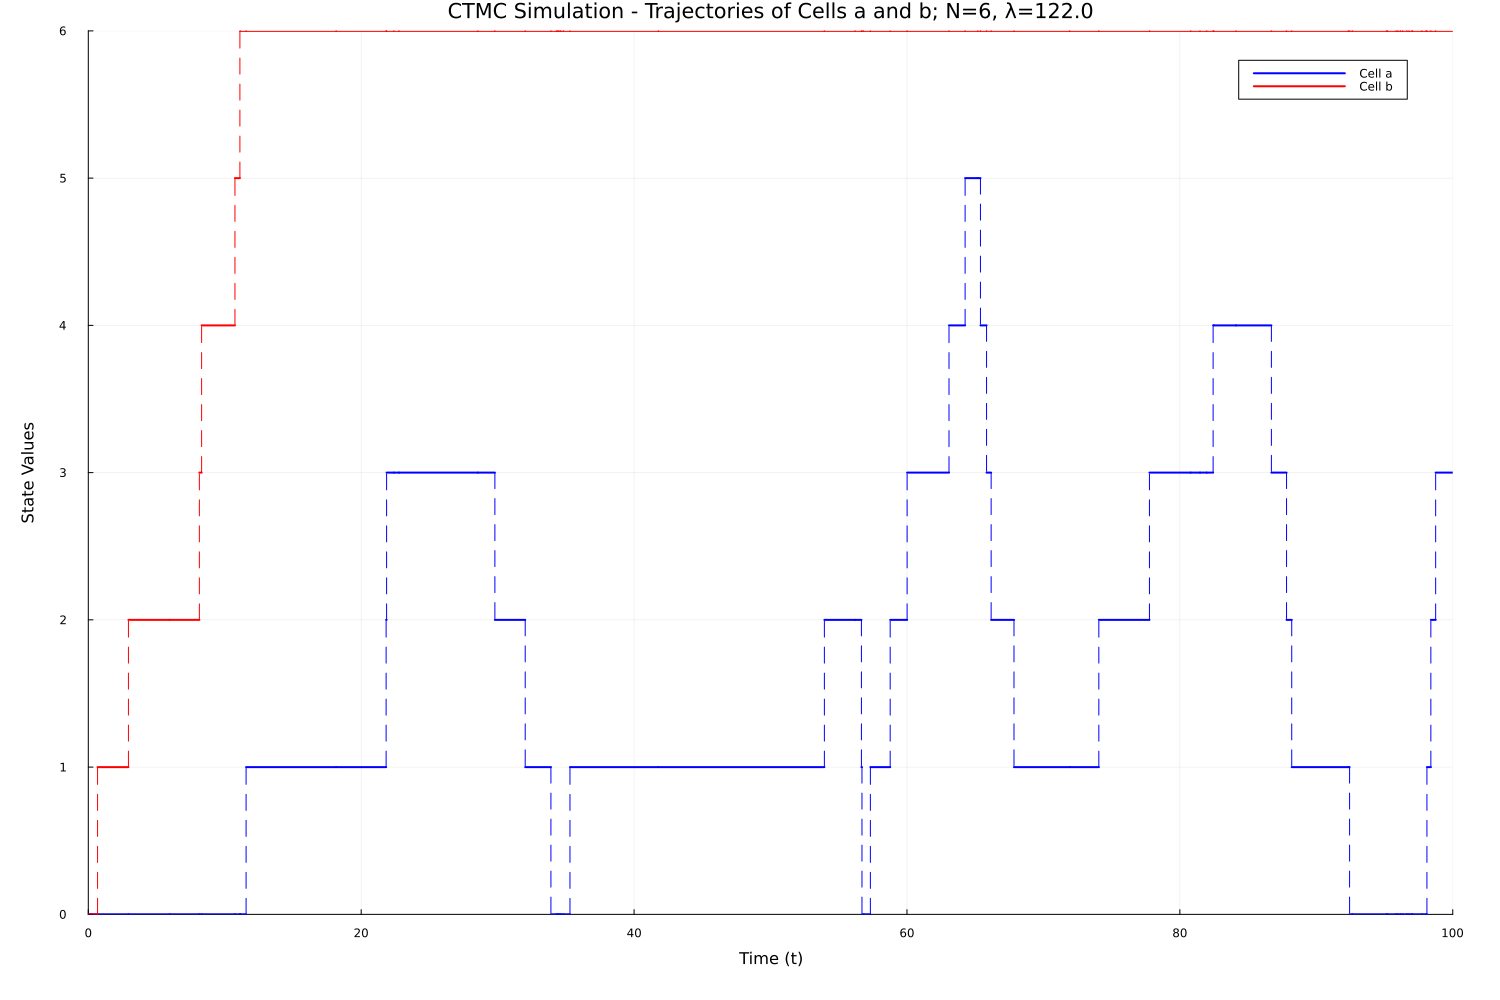 CTMC Simulation - Trajectories of Cells a and b; N=6, λ=122.0
6
5
4
3
2
1
0
State Values
Cell a
Cell b
0 20 40 60 80 100
Time (t)